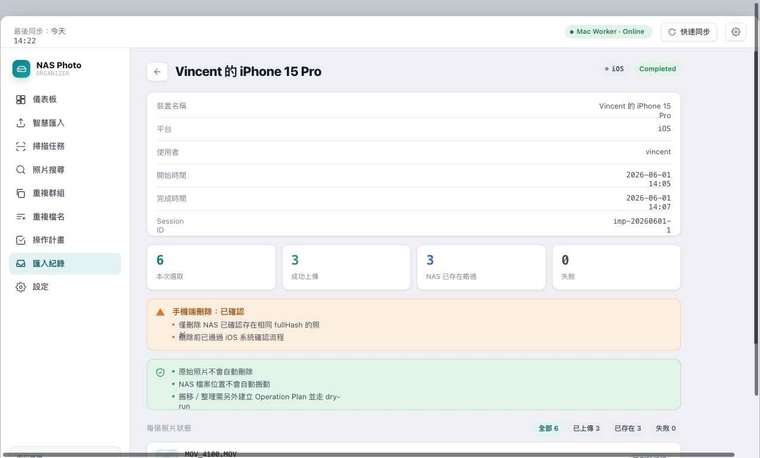 最後同步：今天
14:22
Mac Worker · Online
快速同步
NAS Photo
ORGANIZER
儀表板
智慧匯入
掃描任務
照片搜尋
重複群組
重複檔名
操作計畫
匯入紀錄
設定
Vincent 的 iPhone 15 Pro
iOS
Completed
裝置名稱
Vincent 的 iPhone 15
Pro
平台
iOS
使用者
vincent
開始時間
2026-06-01
14:05
完成時間
2026-06-01
14:07
Session
ID
imp-20260601-
1
6
本次選取
3
成功上傳
3
NAS 已存在略過
0
失敗
手機端刪除：已確認
• 僅刪除 NAS 已確認存在相同 fullHash 的照
• 刪除前已通過 iOS 系統確認流程
• 原始照片不會自動刪除
• NAS 檔案位置不會自動搬動
• 搬移 / 整理需另外建立 Operation Plan 並走 dry-
run
每張照片狀態
全部 6
已上傳 3
已存在 3
失敗 0
MOV_4100.MOV